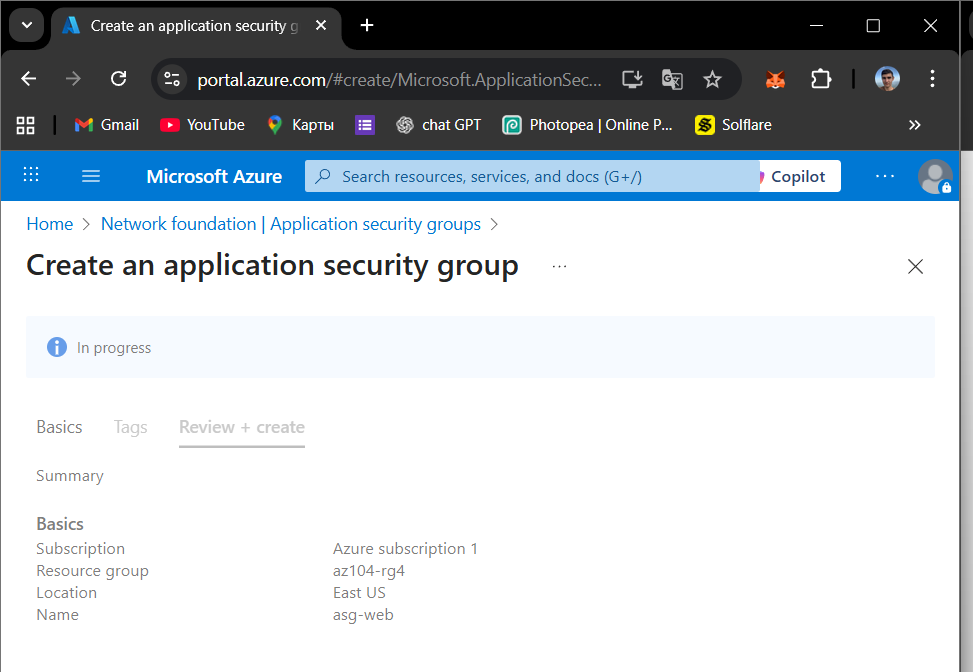 Create an application security g
portal.azure.com/#create/Microsoft.ApplicationSec...
Gmail YouTube Карты chat GPT Photopea | Online P... Solflare
Microsoft Azure Search resources, services, and docs (G+/) Copilot
Home > Network foundation | Application security groups >
Create an application security group ...
In progress
Basics Tags Review + create
Summary
Basics
Subscription Azure subscription 1
Resource group az104-rg4
Location East US
Name asg-web